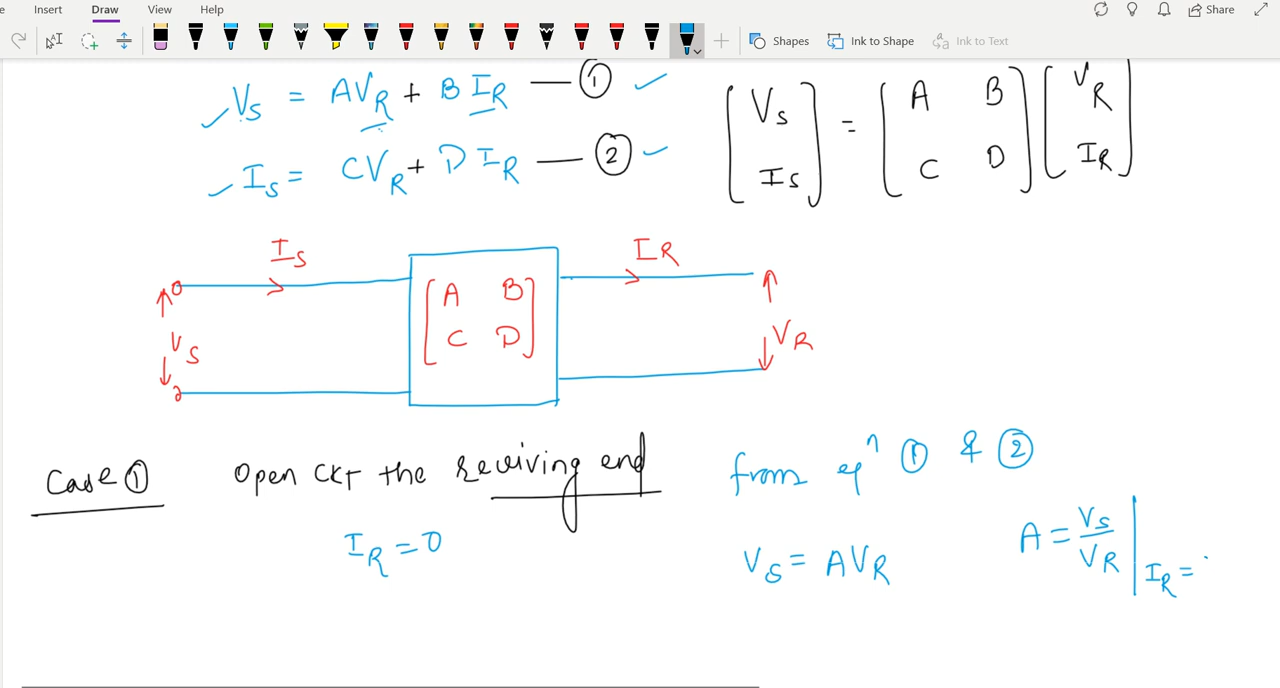 Insert Draw View Help
Share
Shapes
Ink to Shape
Ink to Text
Vs = AVR + BIR — ①
Is = CVR + DIR — ②
[Vs Is] = [A B C D] [VR IR]
Is
IR
A B
C D
Vs
VR
Case ① Open CKT the reviving end
IR = 0
from eqⁿ ① & ②
Vs = AVR
A = Vs/VR | IR =